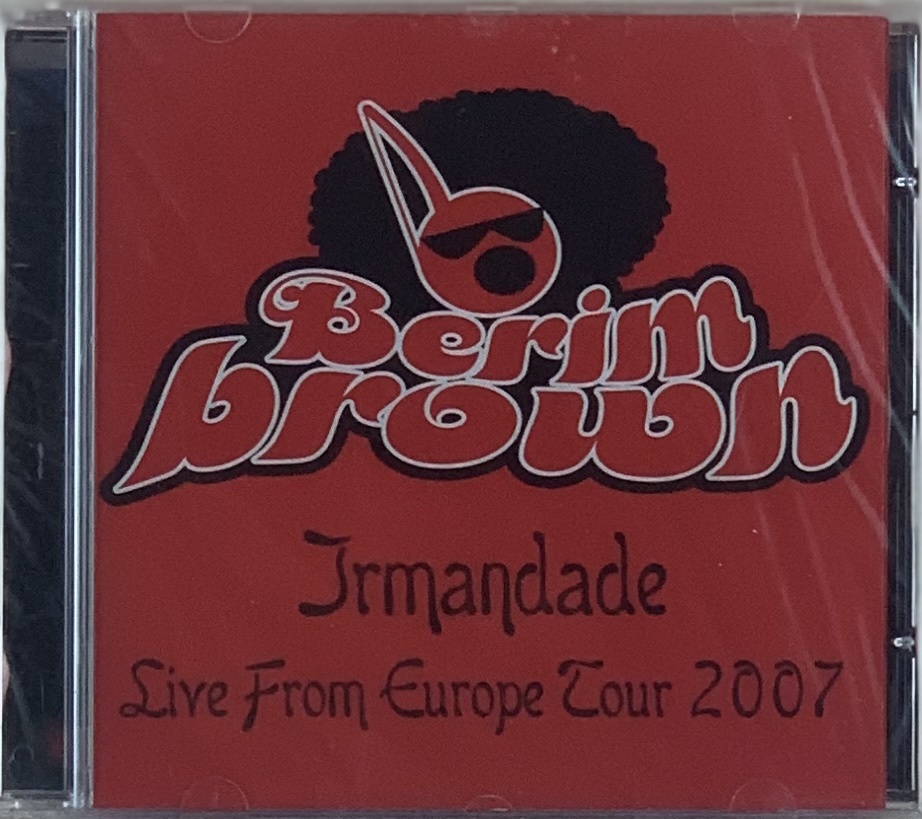 Berim
brown
Irmandade
Live From Europe Tour 2007